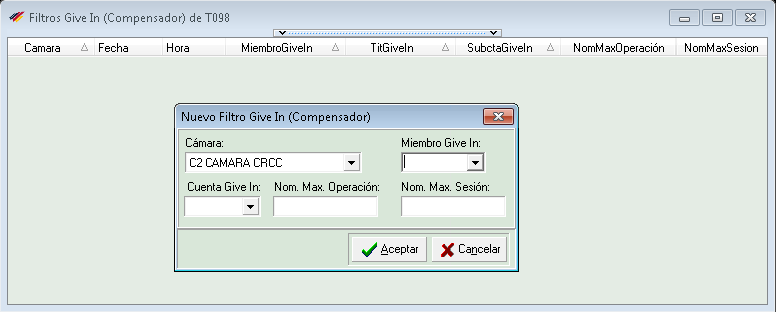 Filtros Give In (Compensador) de T098
Camara Fecha Hora MiembroGiveIn TitGiveIn SubctaGiveIn NomMaxOperación NomMaxSesion
Nuevo Filtro Give In (Compensador)
Cámara: Miembro Give In:
C2 CAMARA CRCC
Cuenta Give In: Nom. Max. Operación: Nom. Max. Sesión:
Aceptar Cancelar